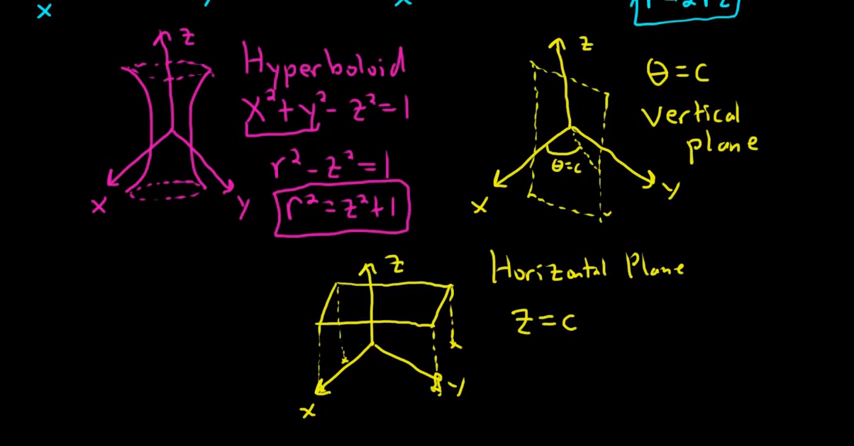 x
x
z
Hyperboloid
x²+y²-z²=1
r²-z²=1
r²=z²+1
x
y
z
θ=c
Vertical
plane
θ=c
x
y
z
Horizontal Plane
z=c
x
y